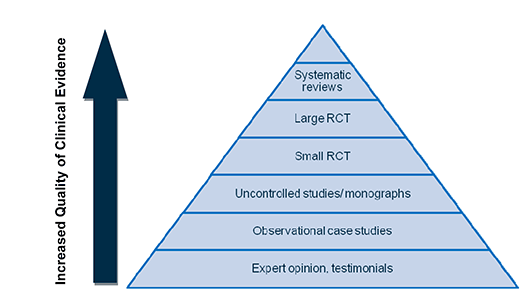 Increased Quality of Clinical Evidence
Systematic
reviews
Large RCT
Small RCT
Uncontrolled studies/monographs
Observational case studies
Expert opinion, testimonials